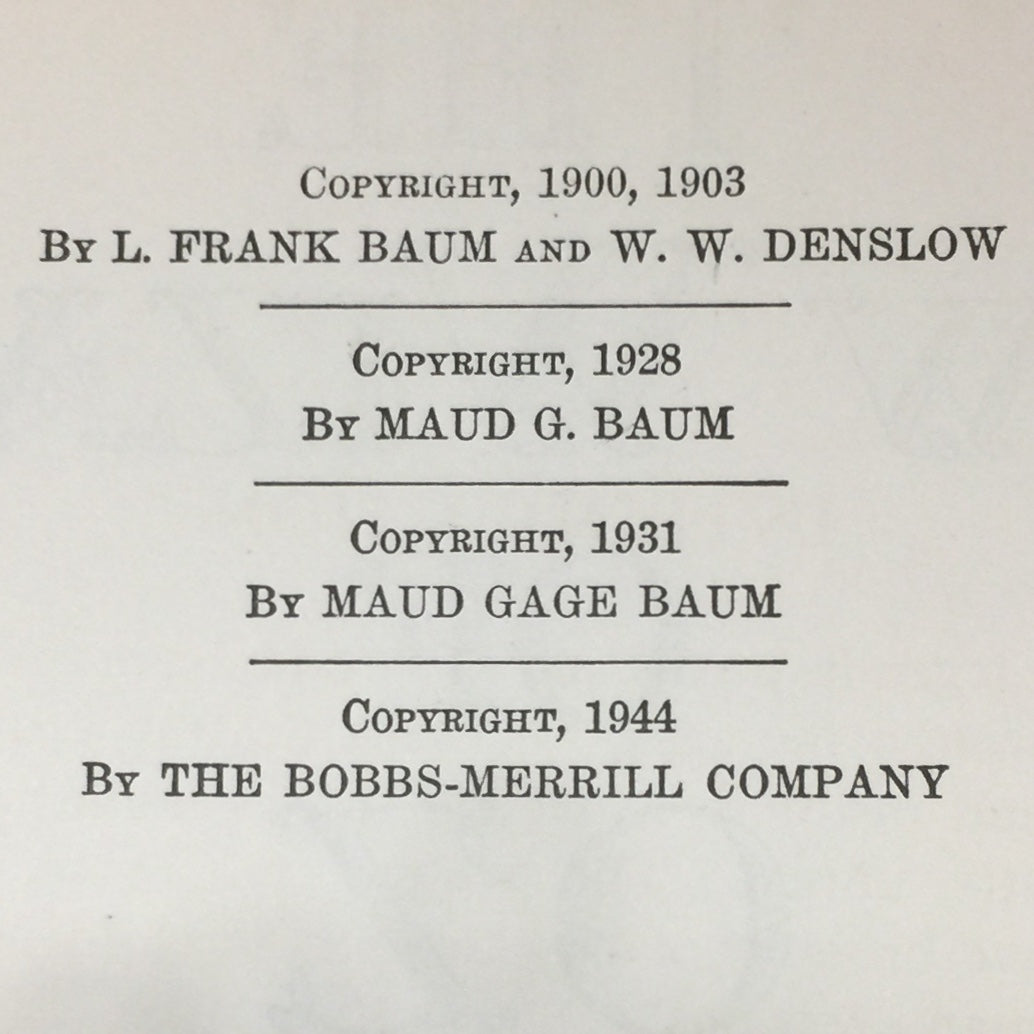 Copyright, 1900, 1903
By L. FRANK BAUM AND W. W. DENSLOW
Copyright, 1928
By MAUD G. BAUM
Copyright, 1931
By MAUD GAGE BAUM
Copyright, 1944
By THE BOBBS-MERRILL COMPANY